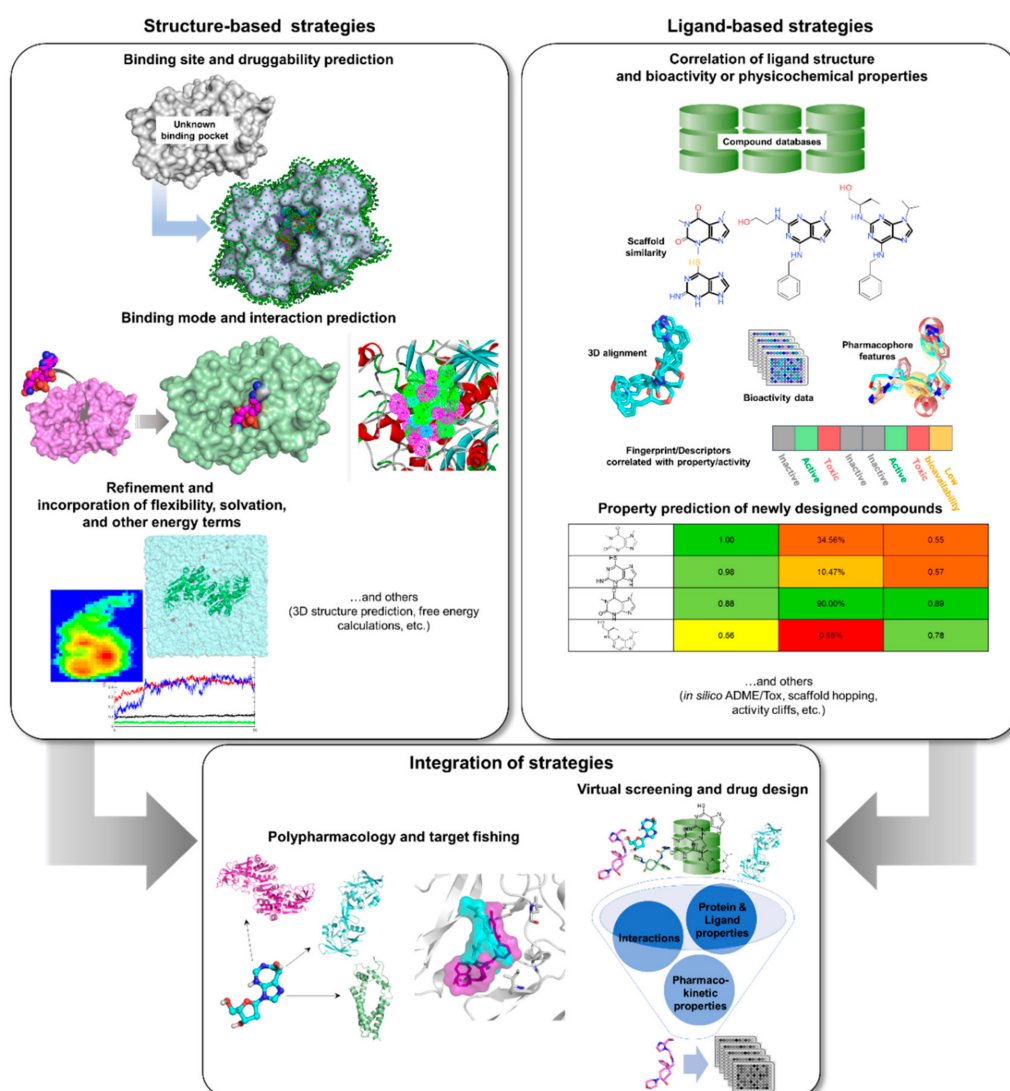 Structure-based strategies
Binding site and druggability prediction
Unknown
binding pocket
Binding mode and interaction prediction
Refinement and
incorporation of flexibility, solvation,
and other energy terms
…and others
(3D structure prediction, free energy
calculations, etc.)
Ligand-based strategies
Correlation of ligand structure
and bioactivity or physicochemical properties
Compound databases
Scaffold
similarity
3D alignment
Bioactivity data
Pharmacophore
features
Fingerprint/Descriptors
correlated with property/activity
Inactive
Active
Toxic
Inactive
Inactive
Active
Toxic
Low
bioavailability
Property prediction of newly designed compounds
1.00 34.56% 0.55
0.98 10.47% 0.57
0.88 90.00% 0.89
0.56 0.55% 0.78
…and others
(in silico ADME/Tox, scaffold hopping,
activity cliffs, etc.)
Integration of strategies
Polypharmacology and target fishing
Virtual screening and drug design
Interactions
Protein &
Ligand
properties
Pharmaco-
kinetic
properties